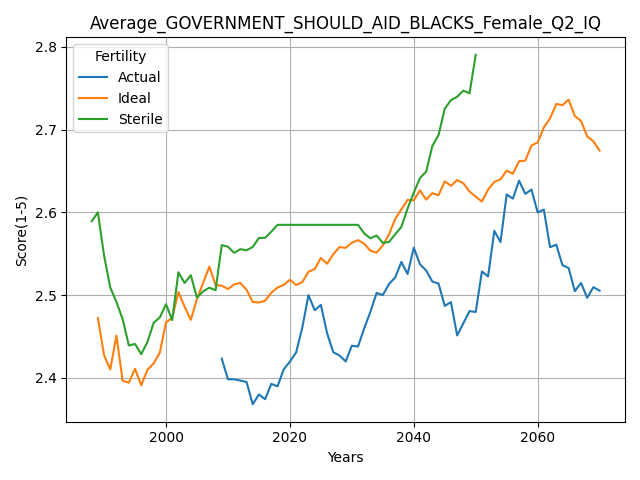 Average_GOVERNMENT_SHOULD_AID_BLACKS_Female_Q2_IQ
Fertility
Actual
Ideal
Sterile
2.8
2.7
2.6
2.5
2.4
Score(1-5)
2000
2020
2040
2060
Years